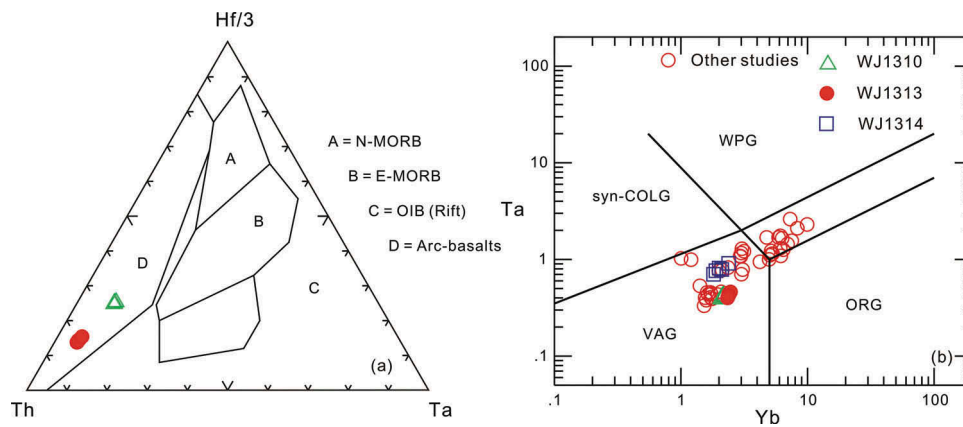 Hf/3
(a)
A
B
C
D
A = N-MORB
B = E-MORB
C = OIB (Rift)
D = Arc-basalts
Th
Ta
100
10
1
.1
Ta
Other studies
WJ1310
WJ1313
WJ1314
WPG
syn-COLG
VAG
ORG
(b)
.1
1
10
100
Yb